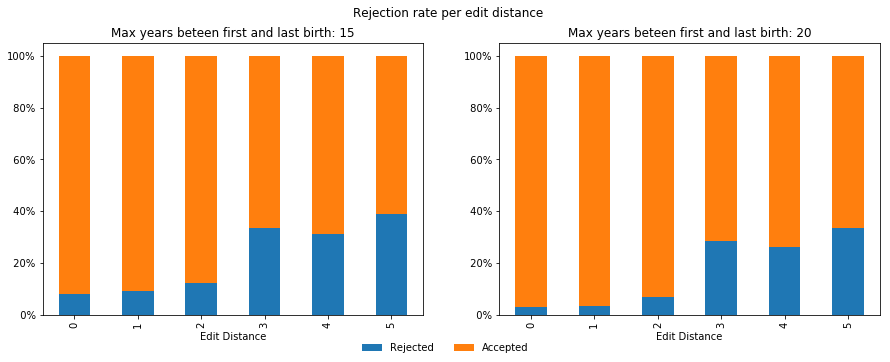 Rejection rate per edit distance
Max years beteen first and last birth: 15
100%
80%
60%
40%
20%
0%
0 1 2 3 4 5
Edit Distance
Max years beteen first and last birth: 20
100%
80%
60%
40%
20%
0%
0 1 2 3 4 5
Edit Distance
Rejected Accepted